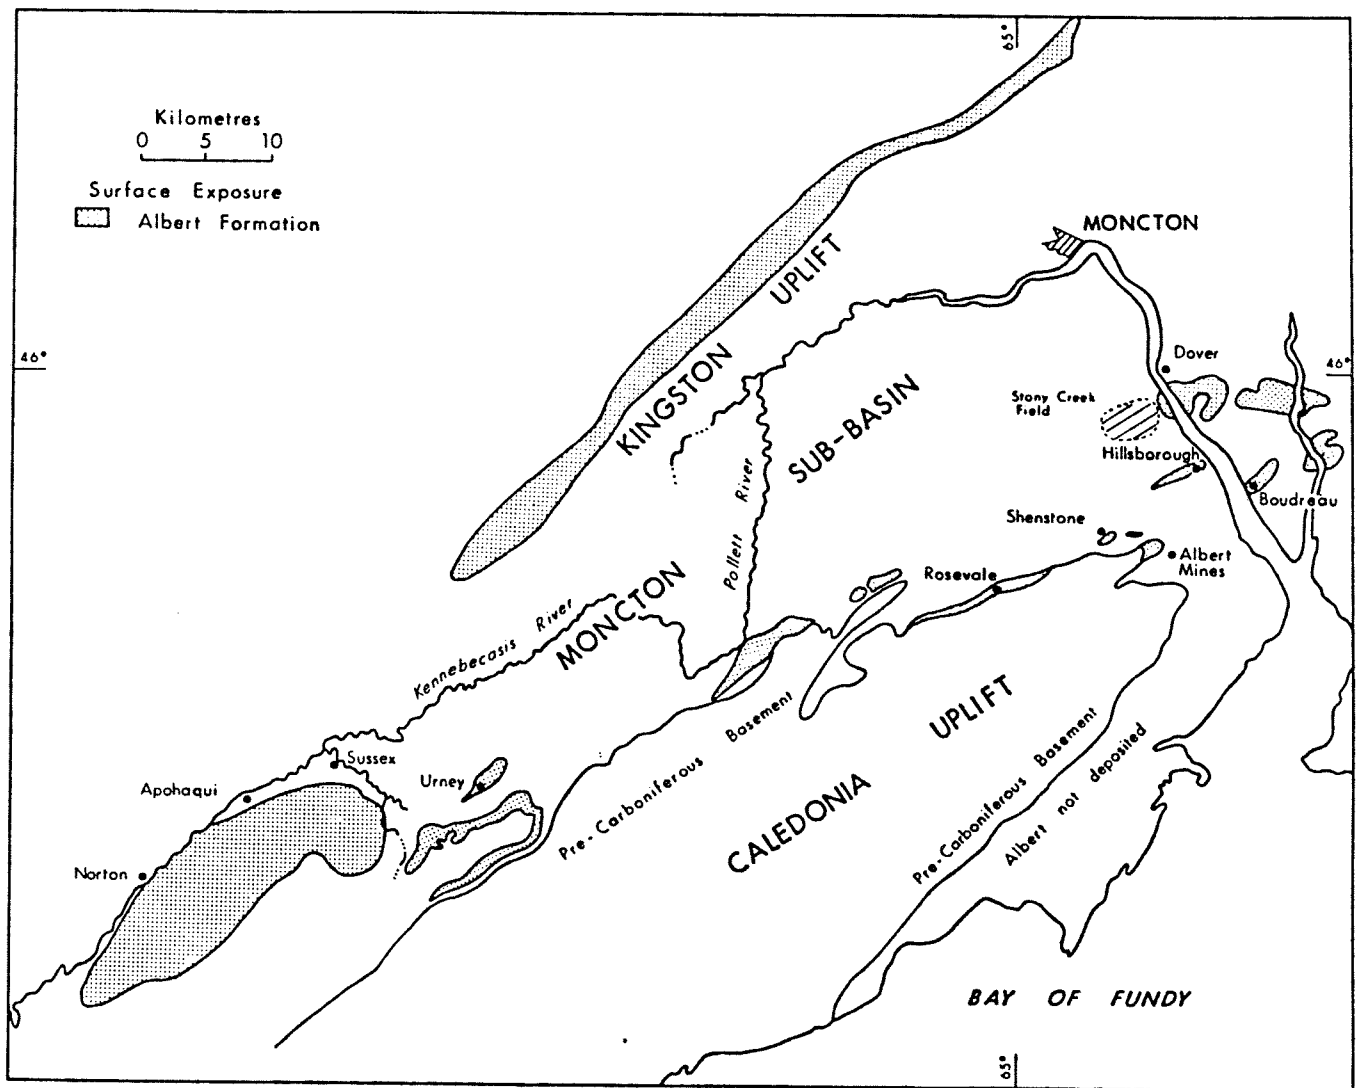 65°
Kilometres
0 5 10
Surface Exposure
Albert Formation
MONCTON
KINGSTON UPLIFT
46°
46°
Dover
Stony Creek
Field
SUB-BASIN
Hillsborough
Boudreau
Pollett River
Shenstone
Albert
Mines
Rosevale
MONCTON
Kennebecasis River
UPLIFT
Pre-Carboniferous Basement
Sussex
Urney
Apohaqui
CALEDONIA
Pre-Carboniferous Basement
Albert not deposited
Norton
BAY OF FUNDY
65°